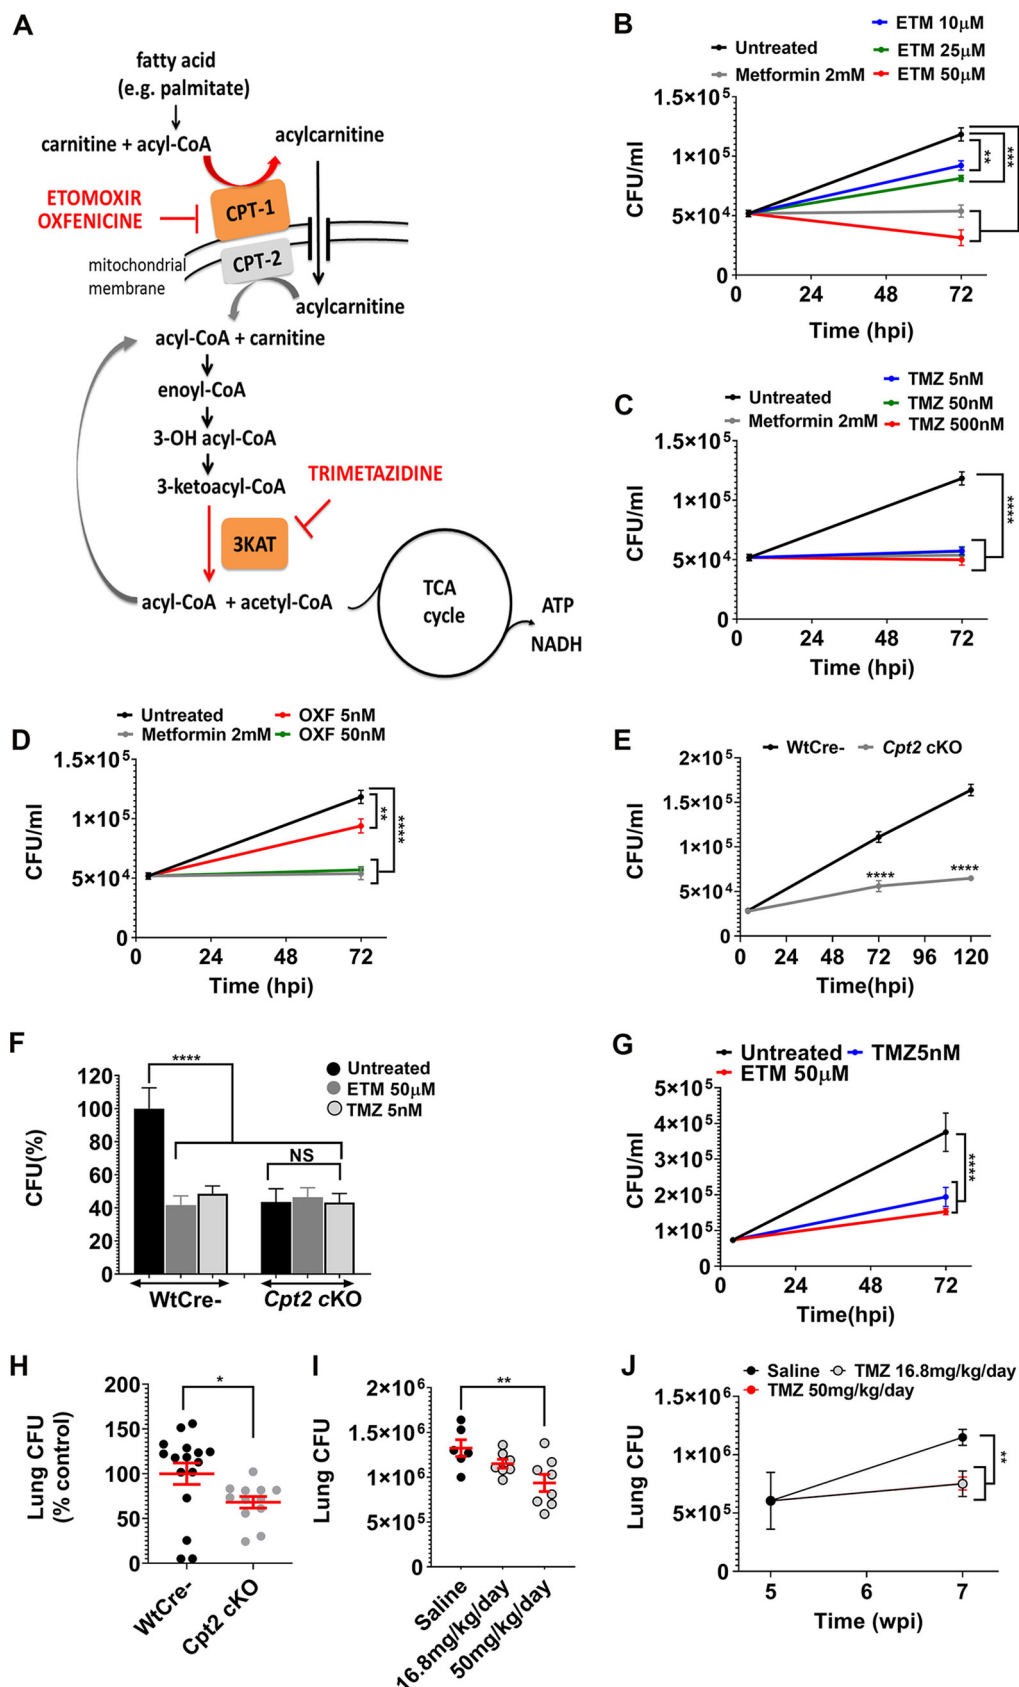 A
fatty acid
(e.g. palmitate)
carnitine + acyl-CoA
acylcarnitine
ETOMOXIR
OXFENICINE
CPT-1
CPT-2
mitochondrial
membrane
acylcarnitine
acyl-CoA + carnitine
enoyl-CoA
3-OH acyl-CoA
3-ketoacyl-CoA
TRIMETAZIDINE
3KAT
acyl-CoA + acetyl-CoA
TCA
cycle
ATP
NADH
B
ETM 10μM
Untreated
ETM 25μM
Metformin 2mM
ETM 50μM
1.5×10⁵
1×10⁵
5×10⁴
0
CFU/ml
**
***
0 24 48 72
Time (hpi)
C
TMZ 5nM
Untreated
TMZ 50nM
Metformin 2mM
TMZ 500nM
1.5×10⁵
1×10⁵
5×10⁴
0
CFU/ml
****
0 24 48 72
Time (hpi)
D
Untreated OXF 5nM
Metformin 2mM OXF 50nM
1.5×10⁵
1×10⁵
5×10⁴
0
CFU/ml
**
****
0 24 48 72
Time (hpi)
E
WtCre- Cpt2 cKO
2×10⁵
1.5×10⁵
1×10⁵
5×10⁴
0
CFU/ml
**** ****
0 24 48 72 96 120
Time(hpi)
F
****
Untreated
ETM 50μM
TMZ 5nM
NS
120
100
80
60
40
20
0
CFU(%)
WtCre- Cpt2 cKO
G
Untreated TMZ5nM
ETM 50μM
5×10⁵
4×10⁵
3×10⁵
2×10⁵
1×10⁵
0
CFU/ml
****
0 24 48 72
Time(hpi)
H
*
200
150
100
50
0
Lung CFU
(% control)
WtCre-
Cpt2 cKO
I
**
2×10⁶
1.5×10⁶
1×10⁶
5×10⁵
0
Lung CFU
Saline
16.8mg/kg/day
50mg/kg/day
J
Saline TMZ 16.8mg/kg/day
TMZ 50mg/kg/day
1.5×10⁶
1×10⁶
5×10⁵
0
Lung CFU
**
5 6 7
Time (wpi)